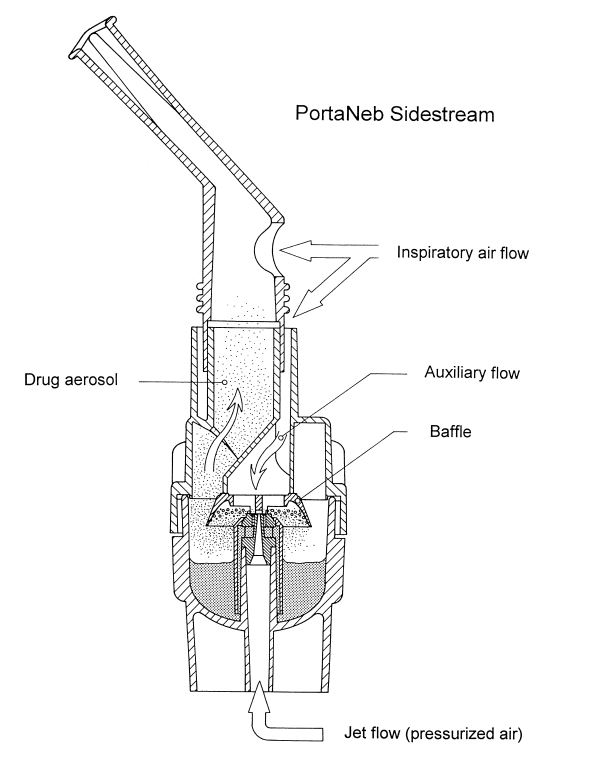 PortaNeb Sidestream
Inspiratory air flow
Drug aerosol
Auxiliary flow
Baffle
Jet flow (pressurized air)